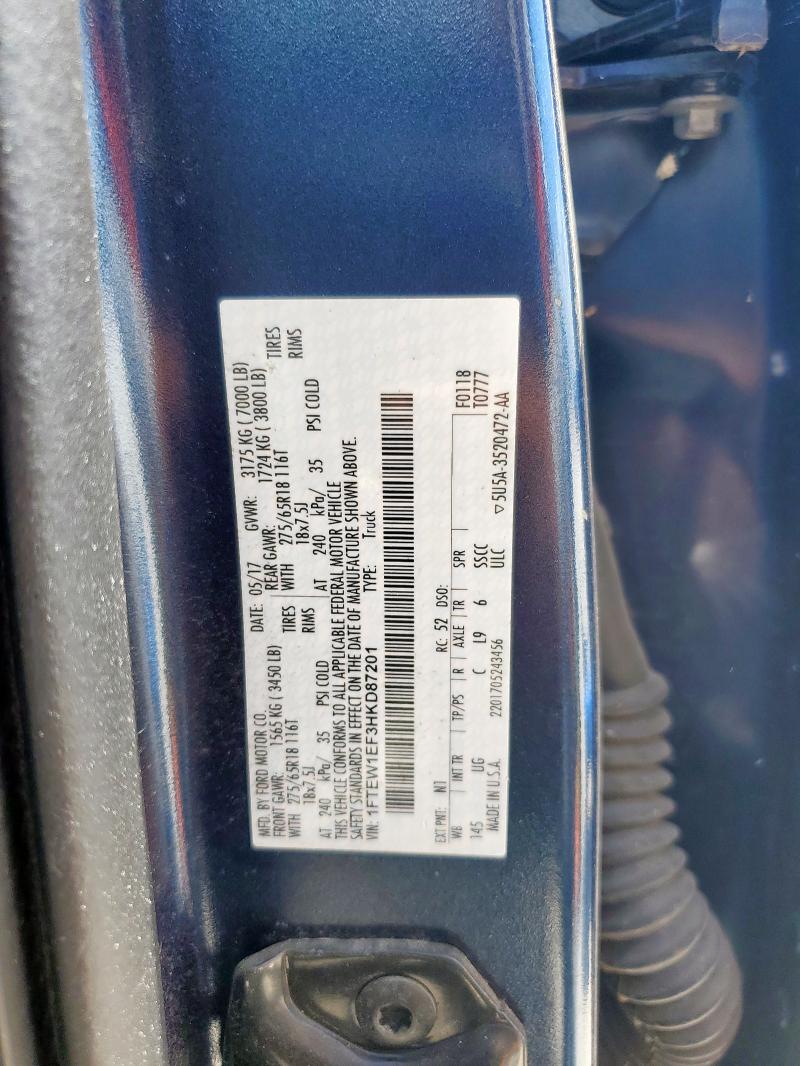 MFD. BY FORD MOTOR CO.
DATE: 05/17 GVWR: 3175 KG ( 7000 LB)
FRONT GAWR: 1565 KG ( 3450 LB) REAR GAWR: 1724 KG ( 3800 LB)
WITH 275/65R18 116T TIRES WITH 275/65R18 116T TIRES
18x7.5J RIMS 18x7.5J RIMS
AT 240 kPa/ 35 PSI COLD AT 240 kPa/ 35 PSI COLD
THIS VEHICLE CONFORMS TO ALL APPLICABLE FEDERAL MOTOR VEHICLE
SAFETY STANDARDS IN EFFECT ON THE DATE OF MANUFACTURE SHOWN ABOVE.
VIN: 1FTEW1EF3HKD87201 TYPE: Truck
EXT PNT: N1 RC: 52 DSO: F0118
WB INT TR TP/PS R AXLE TR SPR T0777
145 UG C L9 6 SSCC
MADE IN U.S.A. 2201705243456 ULC ▽5U5A-3520472-AA